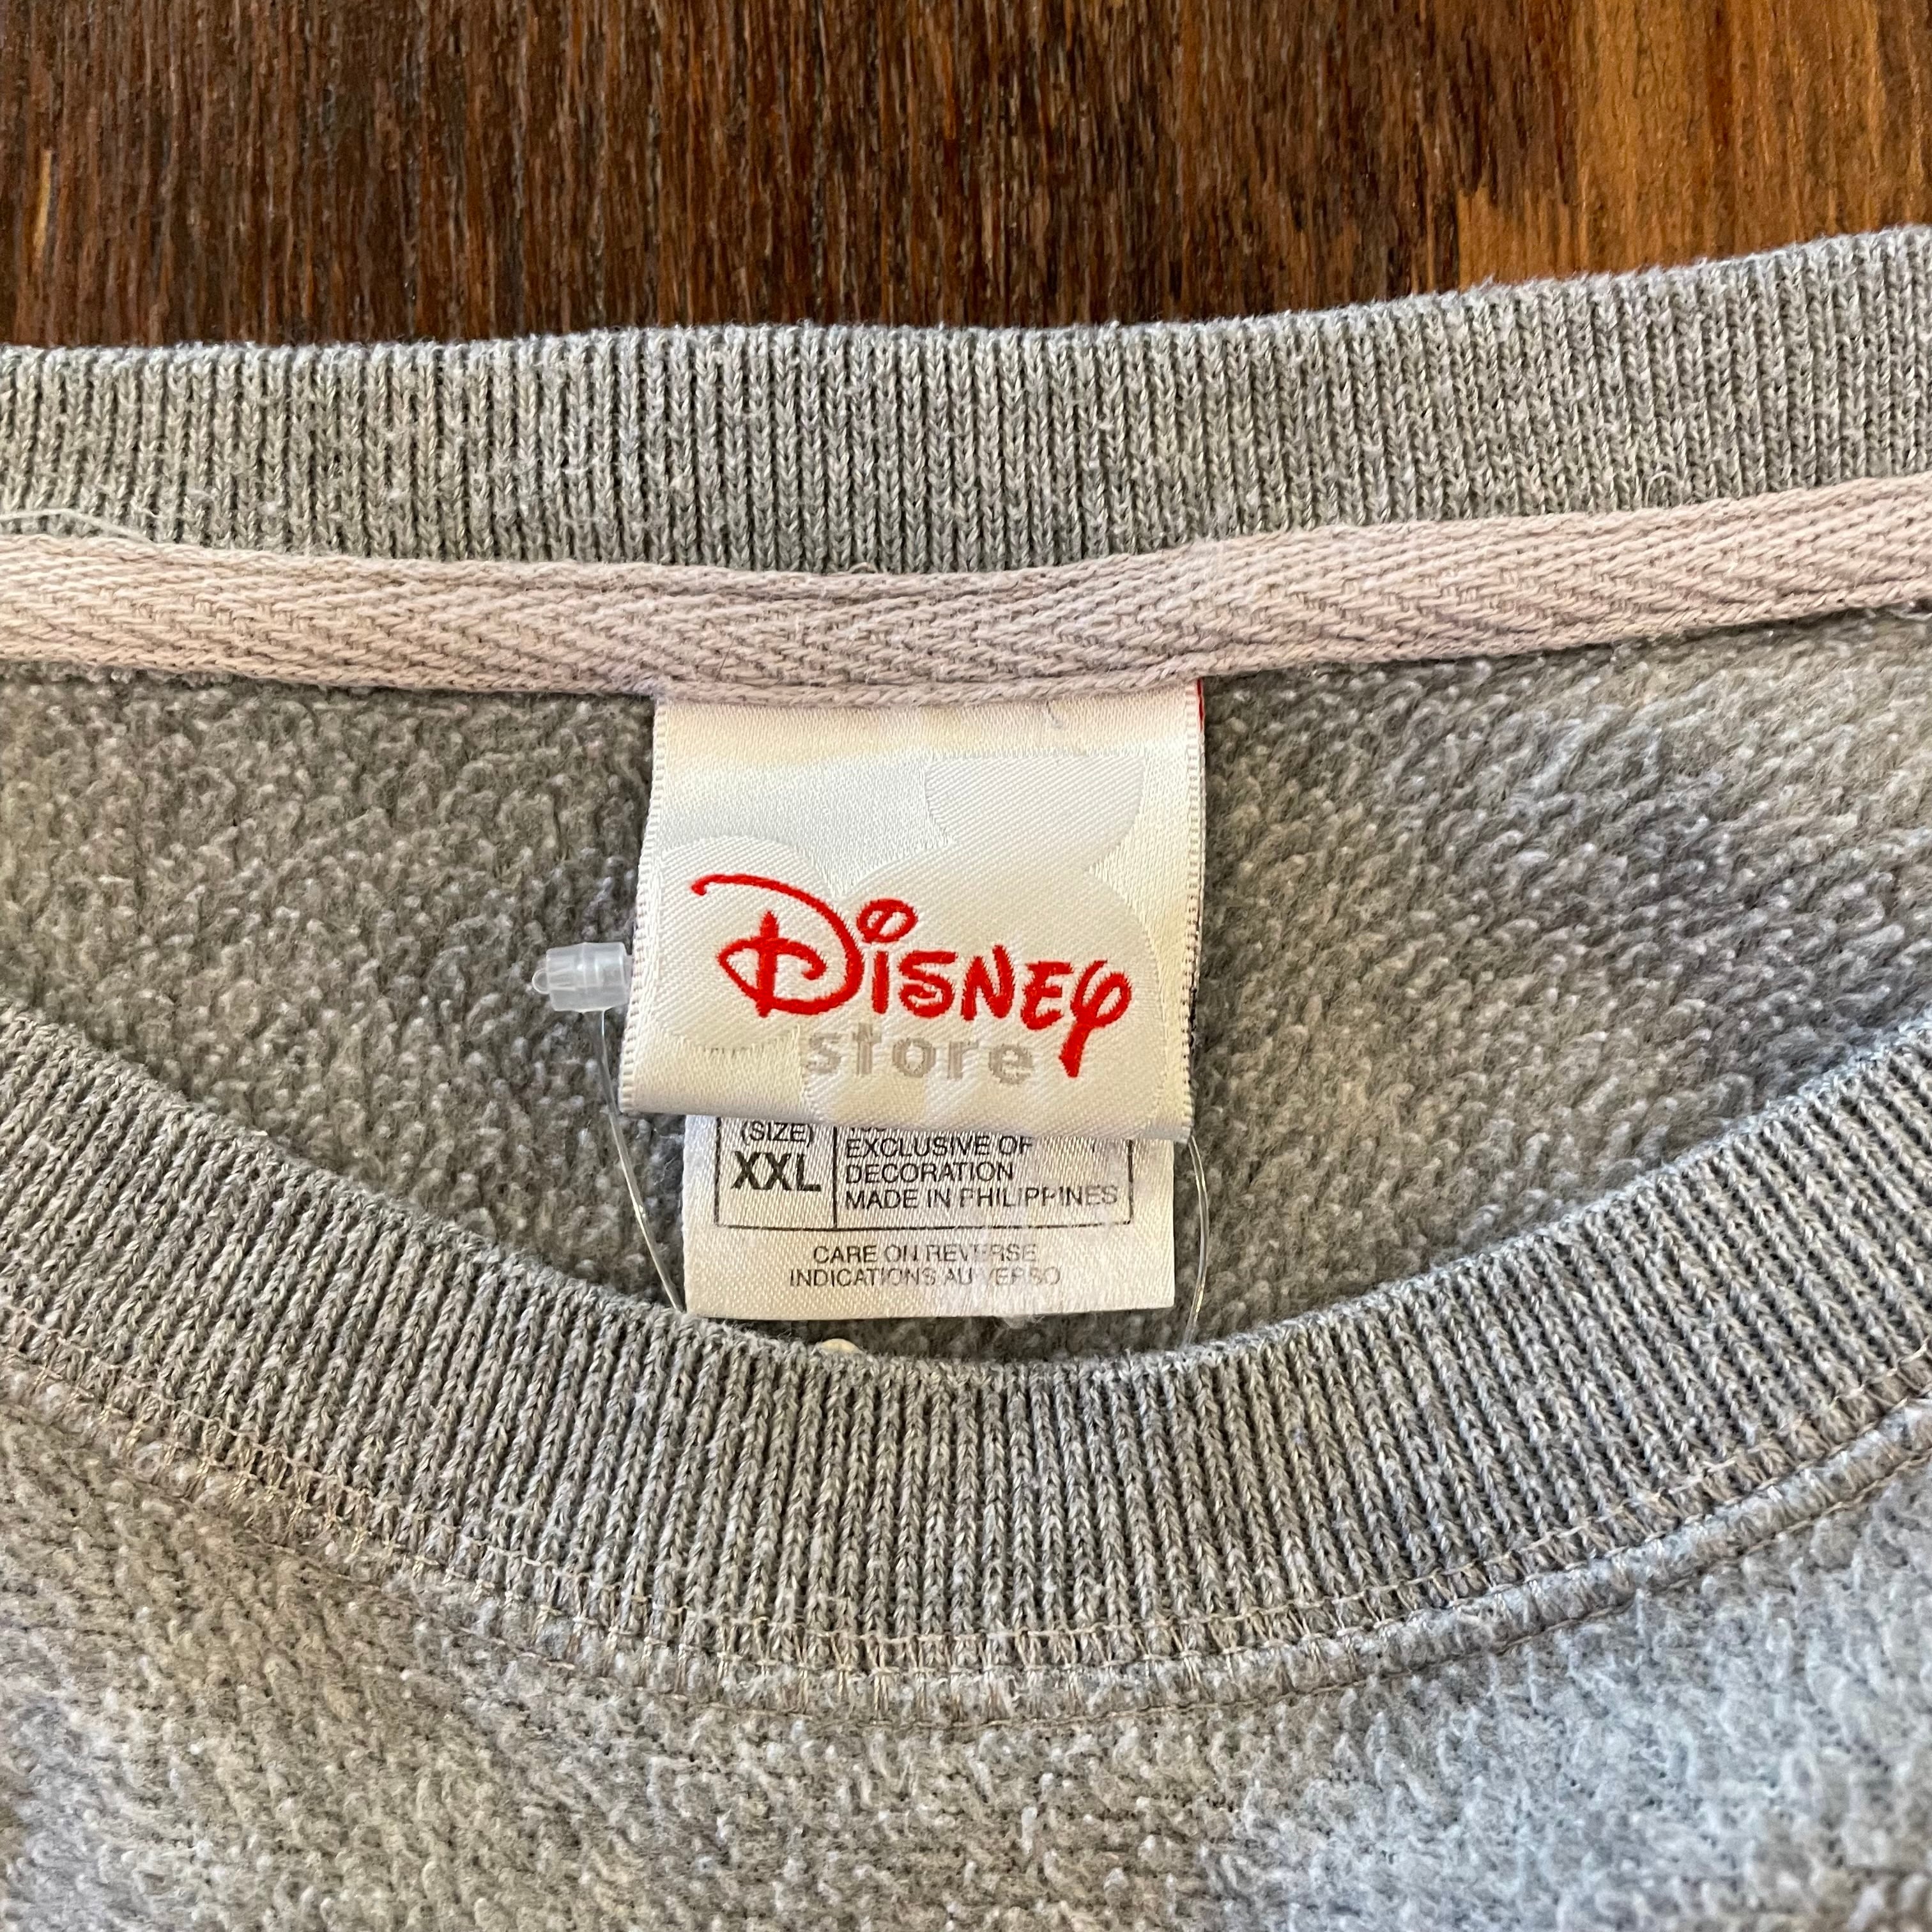 Disney
store
(SIZE)
XXL
EXCLUSIVE OF
DECORATION
MADE IN PHILIPPINES
CARE ON REVERSE
INDICATIONS AU VERSO